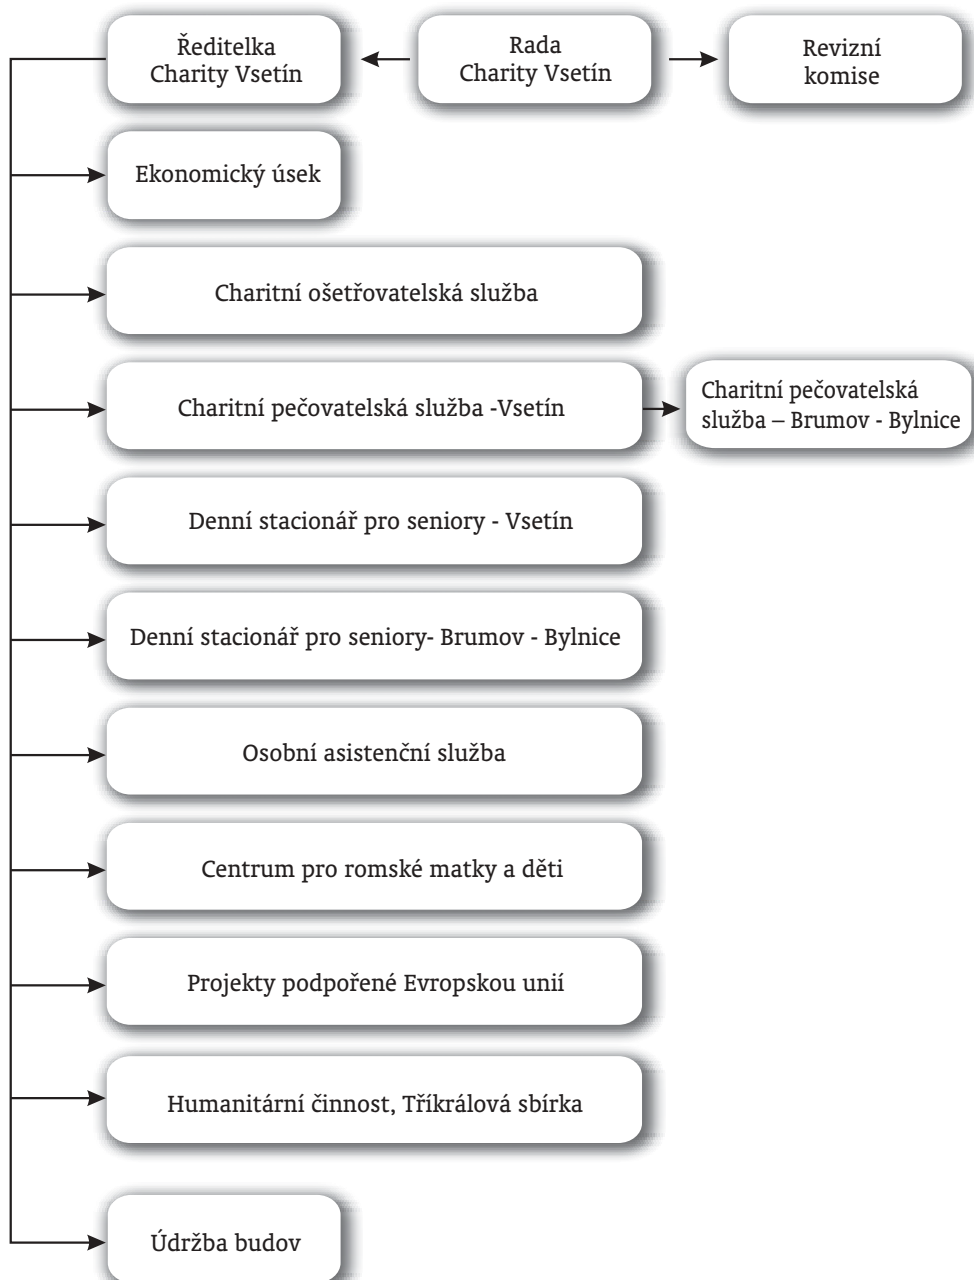 Ředitelka
Charity Vsetín
Rada
Charity Vsetín
Revizní
komise
Ekonomický úsek
Charitní ošetřovatelská služba
Charitní pečovatelská služba -Vsetín
Charitní pečovatelská
služba – Brumov - Bylnice
Denní stacionář pro seniory - Vsetín
Denní stacionář pro seniory- Brumov - Bylnice
Osobní asistenční služba
Centrum pro romské matky a děti
Projekty podpořené Evropskou unií
Humanitární činnost, Tříkrálová sbírka
Údržba budov